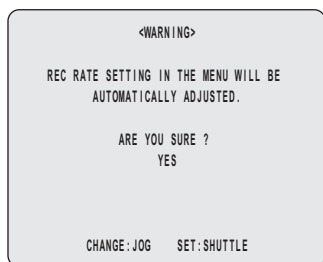 <WARNING>
REC RATE SETTING IN THE MENU WILL BE
AUTOMATICALLY ADJUSTED.
ARE YOU SURE ?
YES
CHANGE:JOG SET:SHUTTLE